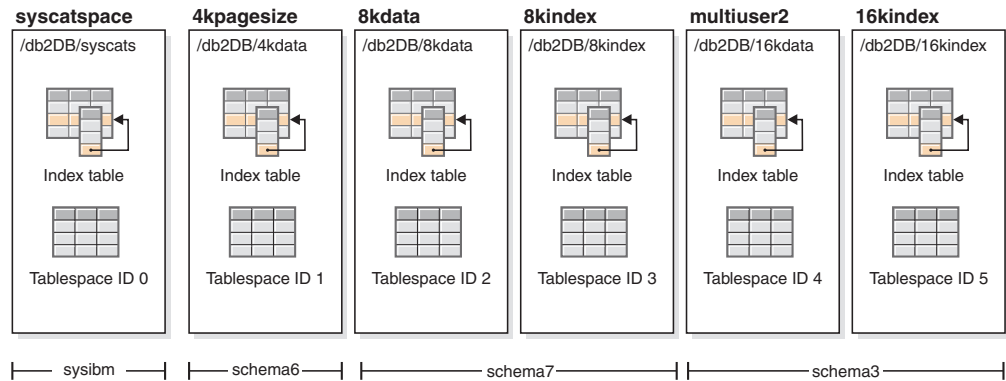 syscatspace 4kpagesize 8kdata 8kindex multiuser2 16kindex
/db2DB/syscats /db2DB/4kdata /db2DB/8kdata /db2DB/8kindex /db2DB/16kdata /db2DB/16kindex
Index table Index table Index table Index table Index table Index table
Tablespace ID 0 Tablespace ID 1 Tablespace ID 2 Tablespace ID 3 Tablespace ID 4 Tablespace ID 5
sysibm schema6 schema7 schema3